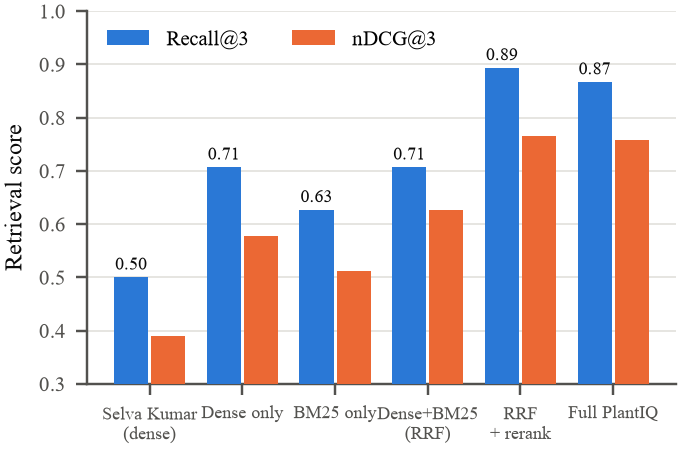 Recall@3 nDCG@3
Retrieval score
1.0
0.9
0.8
0.7
0.6
0.5
0.4
0.3
0.50
0.71
0.63
0.71
0.89
0.87
Selva Kumar
(dense)
Dense only
BM25 only
Dense+BM25
(RRF)
RRF
+ rerank
Full PlantIQ